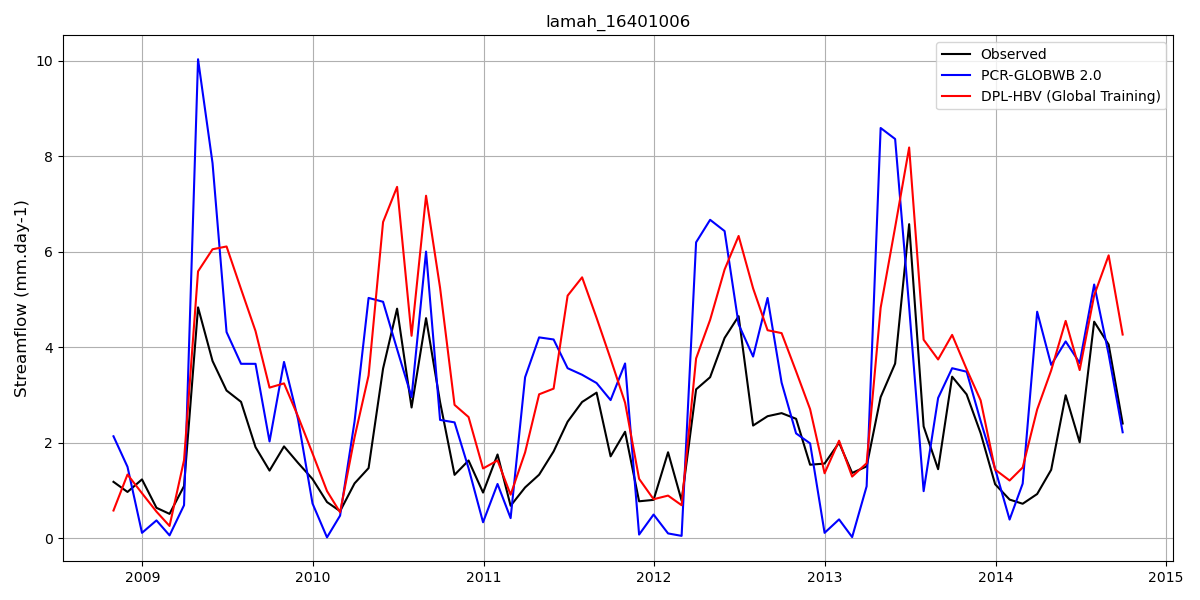 lamah_16401006
Observed
PCR-GLOBWB 2.0
DPL-HBV (Global Training)
Streamflow (mm.day-1)
10
8
6
4
2
0
2009
2010
2011
2012
2013
2014
2015